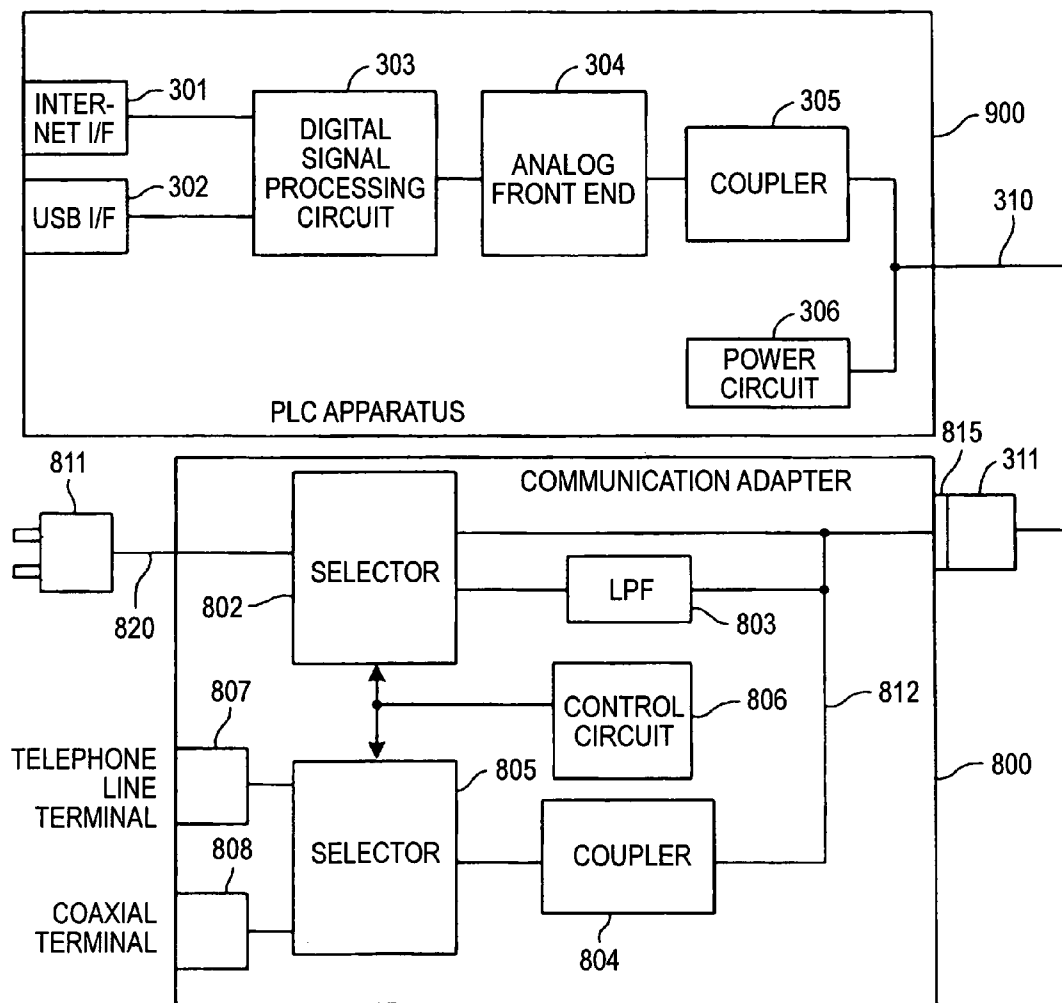 303
304
INTER-
NET I/F
301
305
900
DIGITAL
SIGNAL
PROCESSING
CIRCUIT
ANALOG
FRONT END
COUPLER
302
USB I/F
310
306
POWER
CIRCUIT
PLC APPARATUS
811
COMMUNICATION ADAPTER
815
311
SELECTOR
LPF
802
803
820
807
CONTROL
CIRCUIT
806
812
TELEPHONE
LINE
TERMINAL
805
800
808
SELECTOR
COUPLER
COAXIAL
TERMINAL
804